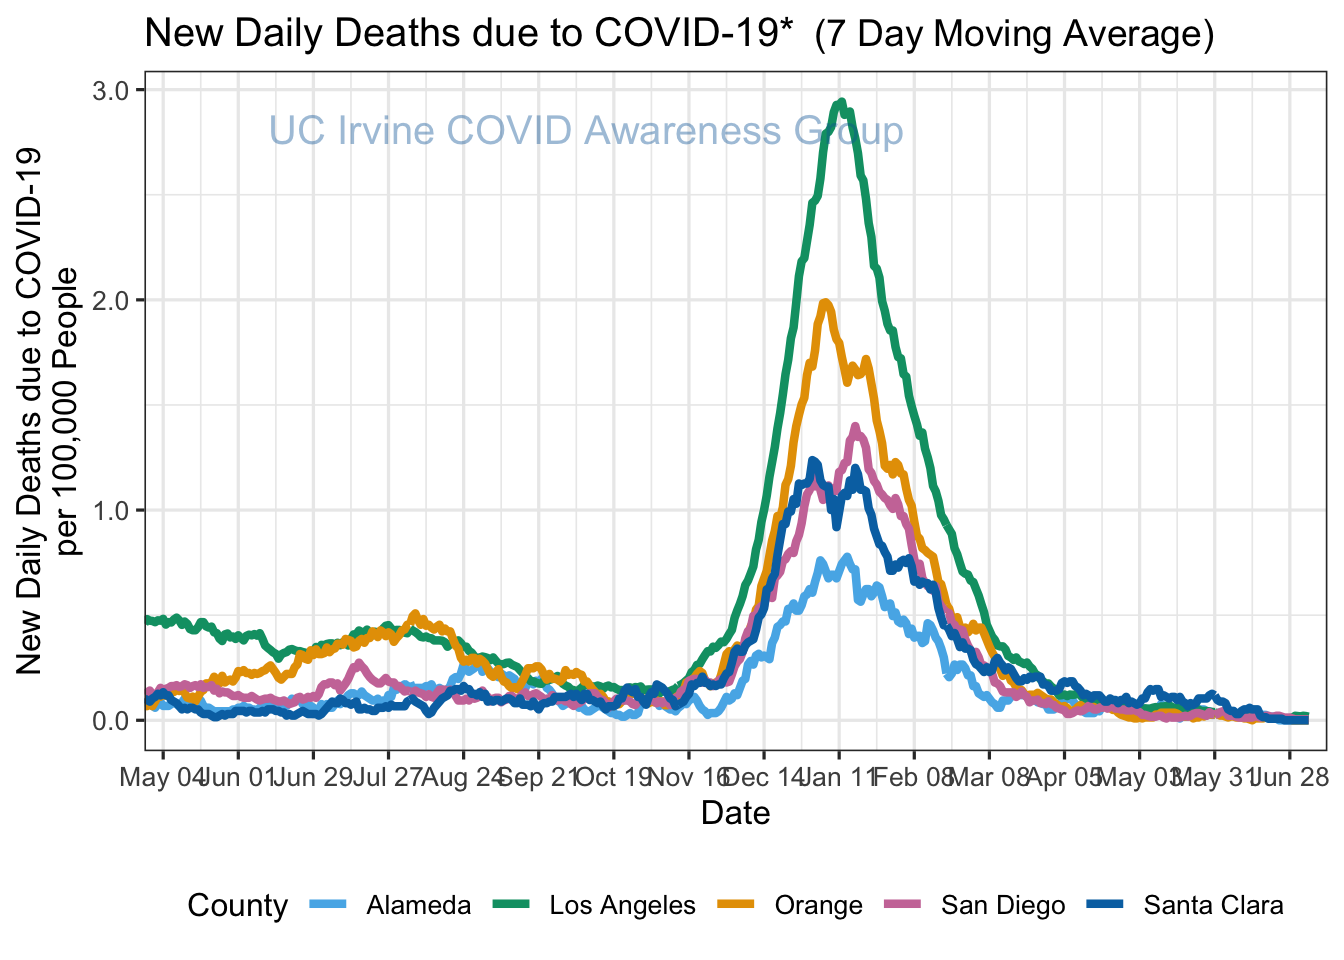 New Daily Deaths due to COVID-19* (7 Day Moving Average)
UC Irvine COVID Awareness Group
New Daily Deaths due to COVID-19
per 100,000 People
3.0
2.0
1.0
0.0
May 04 Jun 01 Jun 29 Jul 27 Aug 24 Sep 21 Oct 19 Nov 16 Dec 14 Jan 11 Feb 08 Mar 08 Apr 05 May 03 May 31 Jun 28
Date
County Alameda Los Angeles Orange San Diego Santa Clara